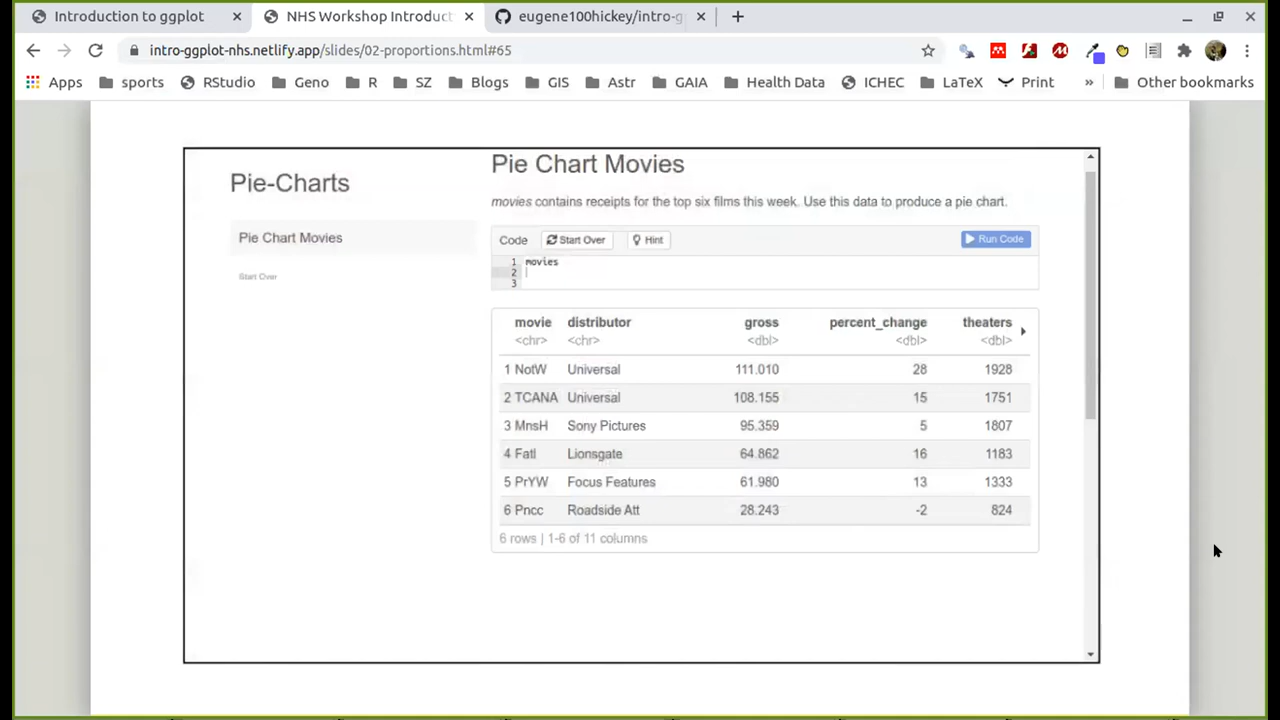 Introduction to ggplot
NHS Workshop Introduct
eugene100hickey/intro-g
intro-ggplot-nhs.netlify.app/slides/02-proportions.html#65
Apps sports RStudio Geno R SZ Blogs GIS Astr GAIA Health Data ICHEC LaTeX Print » Other bookmarks
Pie-Charts
Pie Chart Movies
Start Over
Pie Chart Movies
movies contains receipts for the top six films this week. Use this data to produce a pie chart.
Code Start Over Hint Run Code
1 movies
2
3
movie distributor gross percent_change theaters
<chr> <chr> <dbl> <dbl> <dbl>
1 NotW Universal 111.010 28 1928
2 TCANA Universal 108.155 15 1751
3 MnsH Sony Pictures 95.359 5 1807
4 Fatl Lionsgate 64.862 16 1183
5 PrYW Focus Features 61.980 13 1333
6 Pncc Roadside Att 28.243 -2 824
6 rows | 1-6 of 11 columns